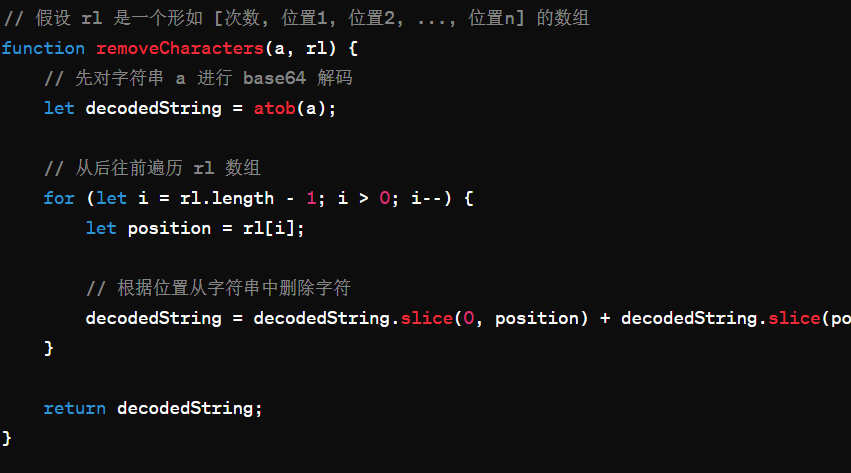 // 假设 rl 是一个形如 [次数, 位置1, 位置2, ..., 位置n] 的数组
function removeCharacters(a, rl) {
    // 先对字符串 a 进行 base64 解码
    let decodedString = atob(a);
    // 从后往前遍历 rl 数组
    for (let i = rl.length - 1; i > 0; i--) {
        let position = rl[i];
        // 根据位置从字符串中删除字符
        decodedString = decodedString.slice(0, position) + decodedString.slice(po
    }
    return decodedString;
}